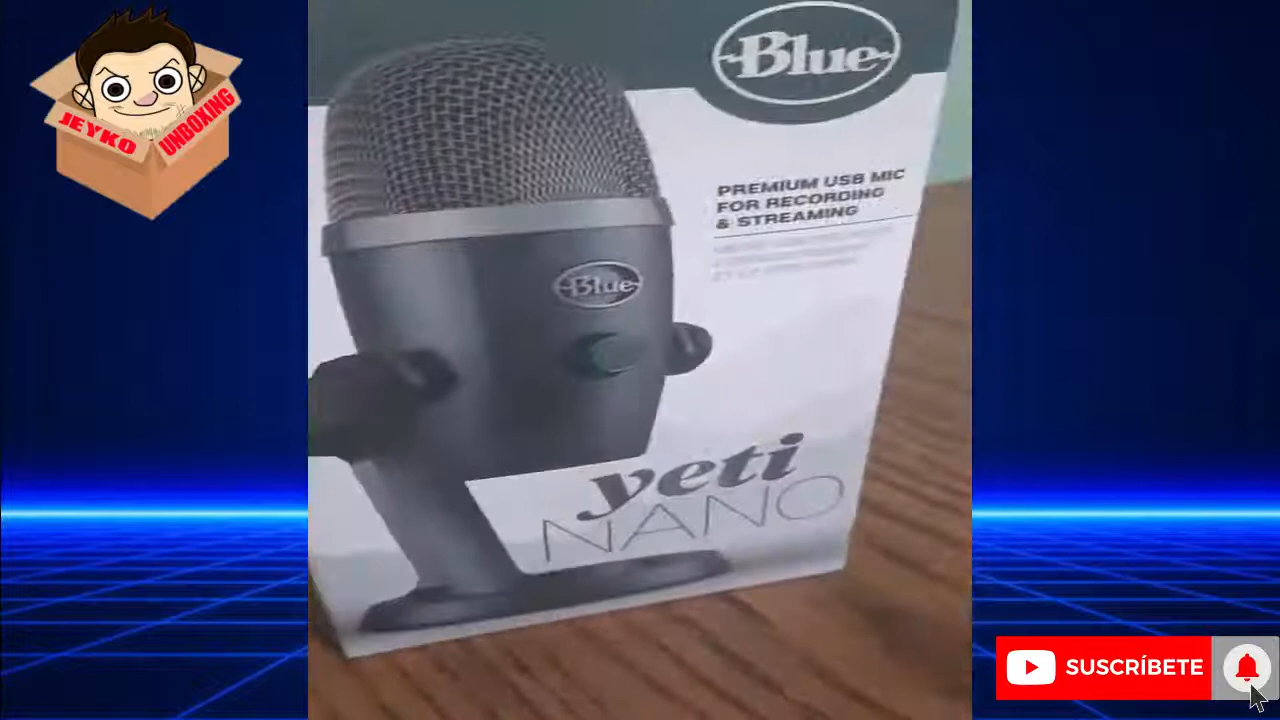 JEYKO
UNBOXING
Blue
PREMIUM USB MIC
FOR RECORDING
& STREAMING
Blue
yeti
NANO
SUSCRÍBETE